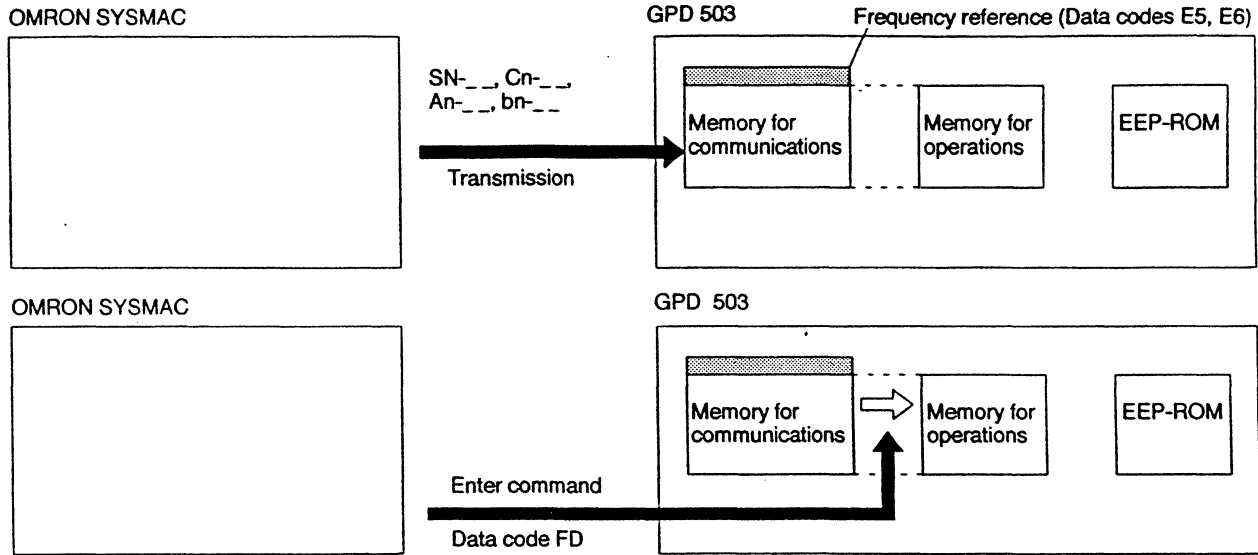 OMRON SYSMAC
GPD 503
Frequency reference (Data codes E5, E6)
SN-_ _, Cn-_ _,
An-_ _, bn-_ _
Transmission
Memory for
communications
Memory for
operations
EEP-ROM
OMRON SYSMAC
GPD 503
Memory for
communications
Memory for
operations
EEP-ROM
Enter command
Data code FD